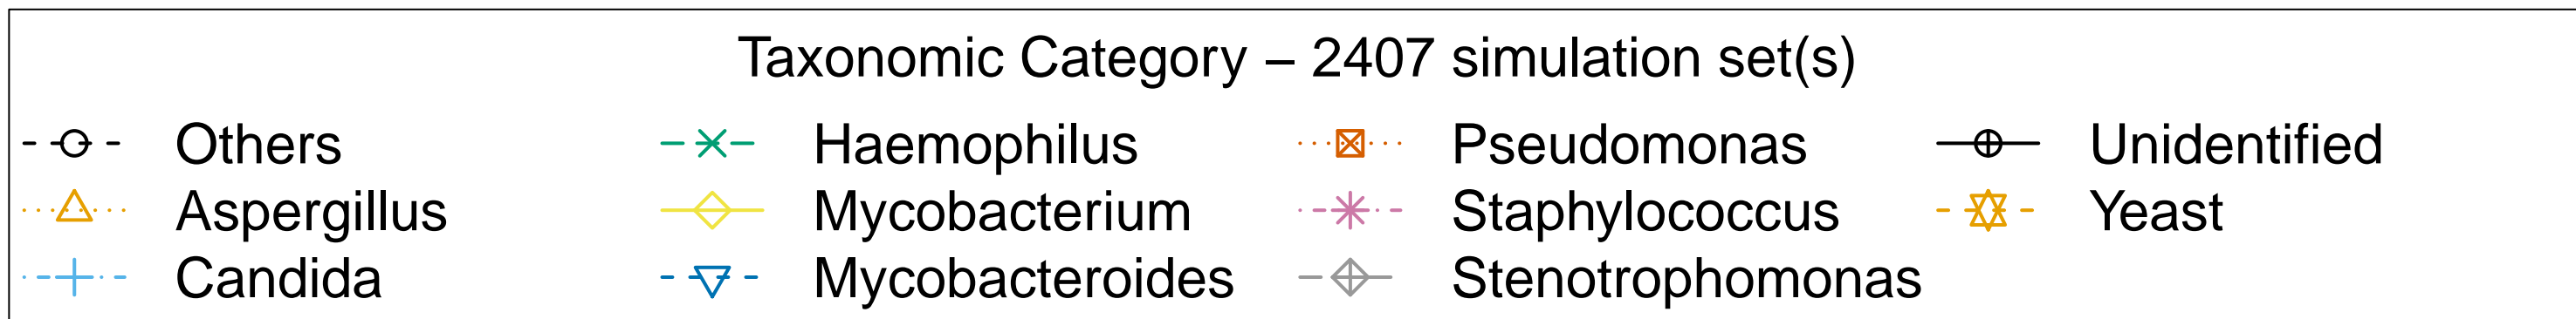 Taxonomic Category – 2407 simulation set(s)
Others
Aspergillus
Candida
Haemophilus
Mycobacterium
Mycobacteroides
Pseudomonas
Staphylococcus
Stenotrophomonas
Unidentified
Yeast